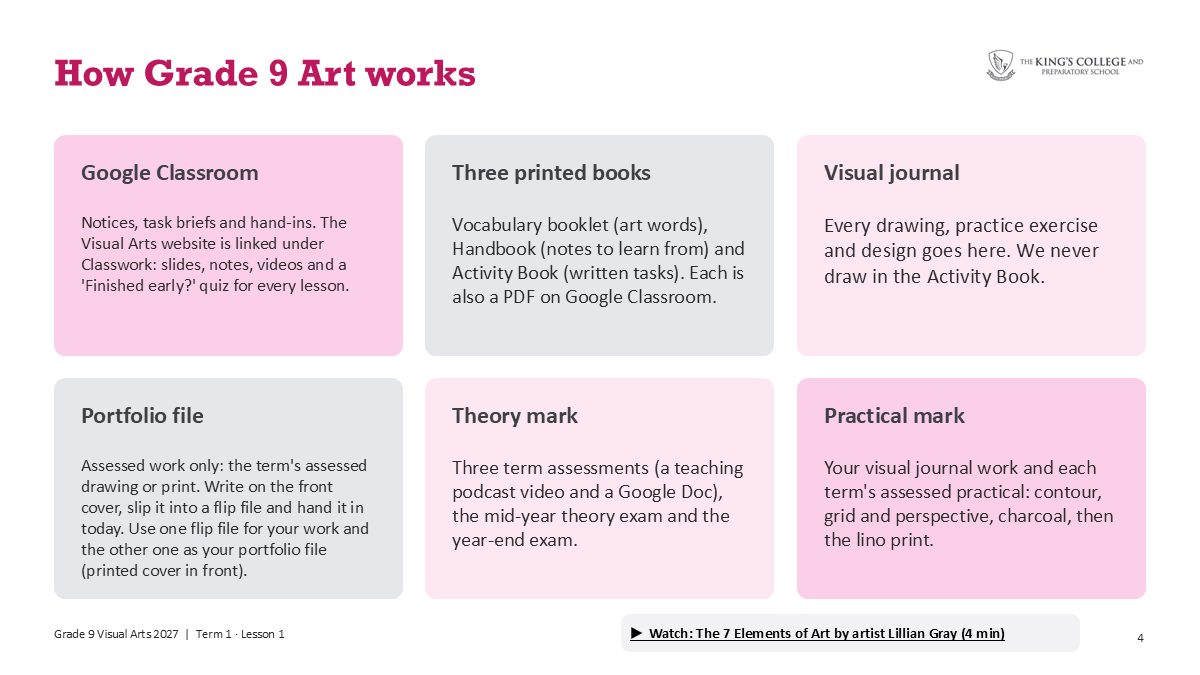 How Grade 9 Art works
THE KING'S COLLEGE AND
PREPARATORY SCHOOL
Google Classroom
Notices, task briefs and hand-ins. The
Visual Arts website is linked under
Classwork: slides, notes, videos and a
'Finished early?' quiz for every lesson.
Three printed books
Vocabulary booklet (art words),
Handbook (notes to learn from) and
Activity Book (written tasks). Each is
also a PDF on Google Classroom.
Visual journal
Every drawing, practice exercise
and design goes here. We never
draw in the Activity Book.
Portfolio file
Assessed work only: the term's assessed
drawing or print. Write on the front
cover, slip it into a flip file and hand it in
today. Use one flip file for your work and
the other one as your portfolio file
(printed cover in front).
Theory mark
Three term assessments (a teaching
podcast video and a Google Doc),
the mid-year theory exam and the
year-end exam.
Practical mark
Your visual journal work and each
term's assessed practical: contour,
grid and perspective, charcoal, then
the lino print.
Grade 9 Visual Arts 2027 | Term 1 · Lesson 1
▶ Watch: The 7 Elements of Art by artist Lillian Gray (4 min)
4